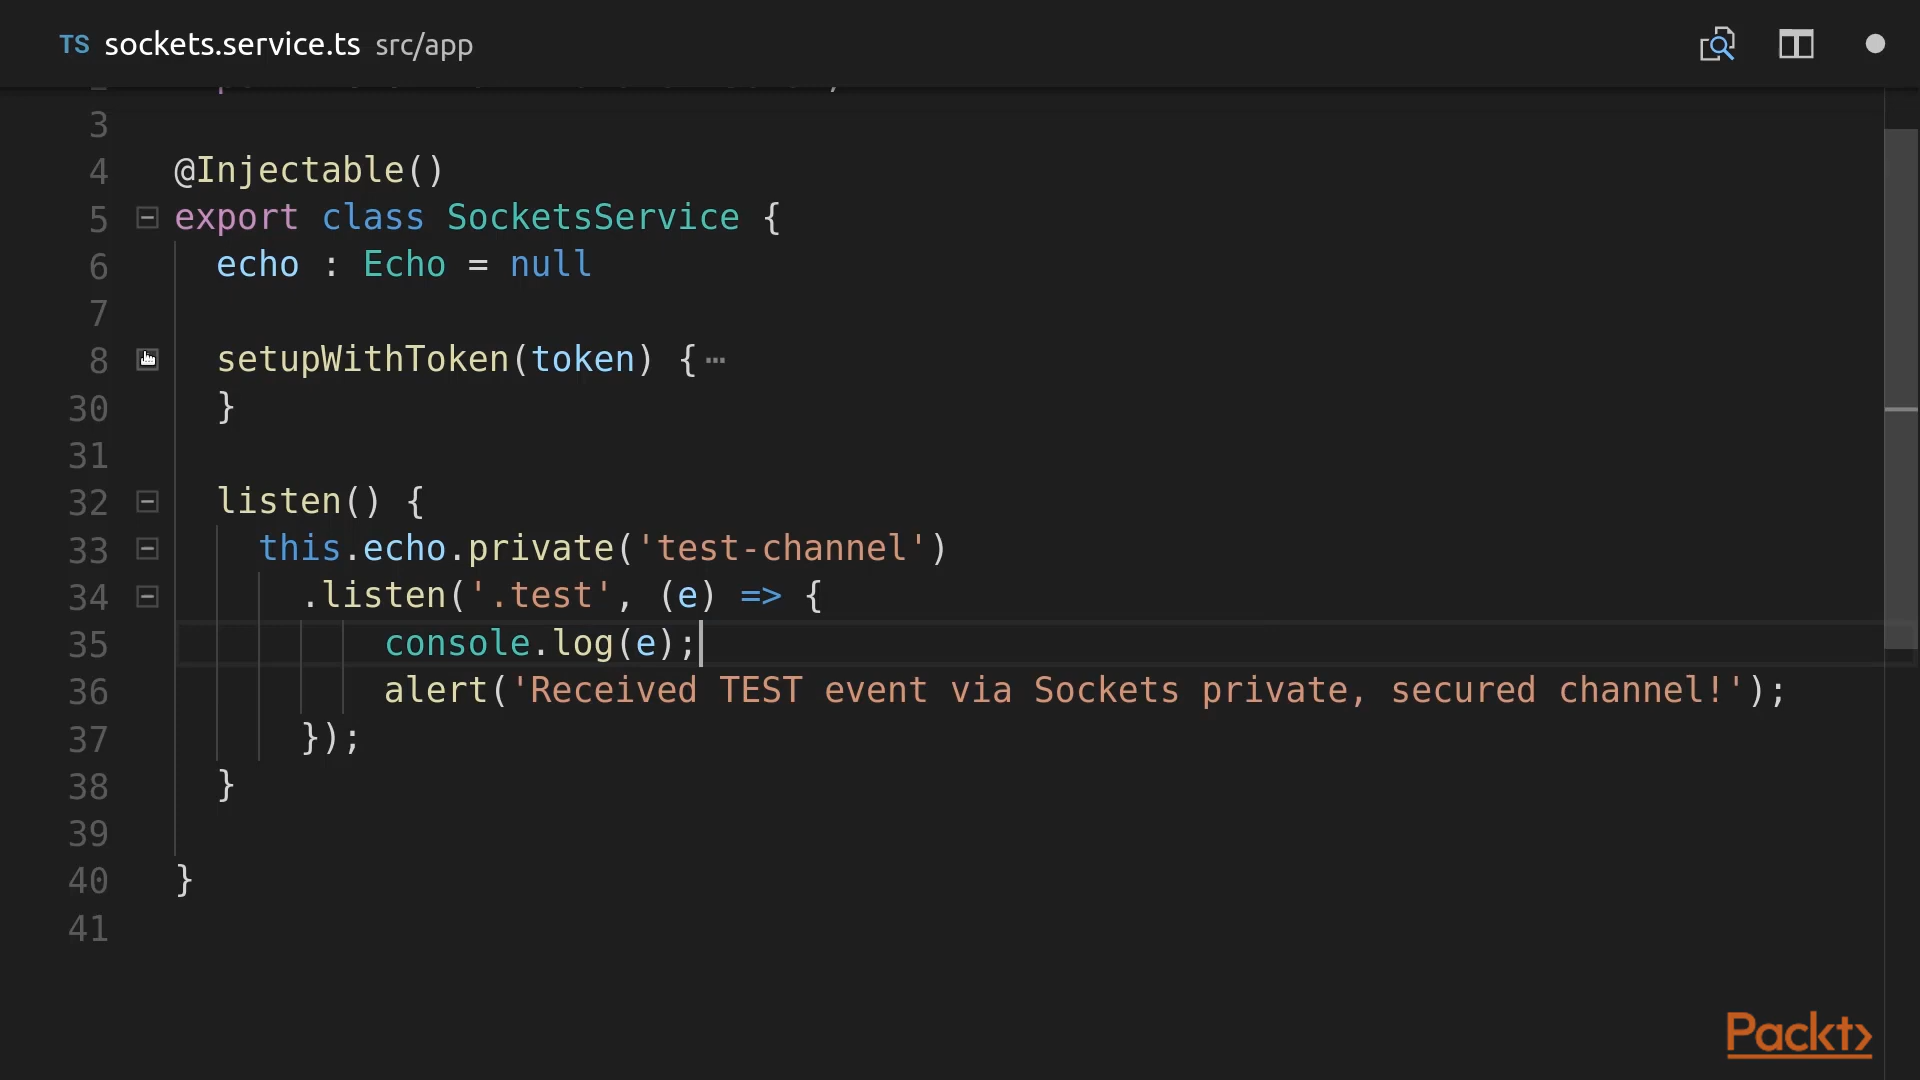 TS sockets.service.ts src/app
3
4 @Injectable()
5 export class SocketsService {
6 echo : Echo = null
7
8 setupWithToken(token) {⋯
30 }
31
32 listen() {
33 this.echo.private('test-channel')
34 .listen('.test', (e) => {
35 console.log(e);
36 alert('Received TEST event via Sockets private, secured channel!');
37 });
38 }
39
40 }
41
Packt>